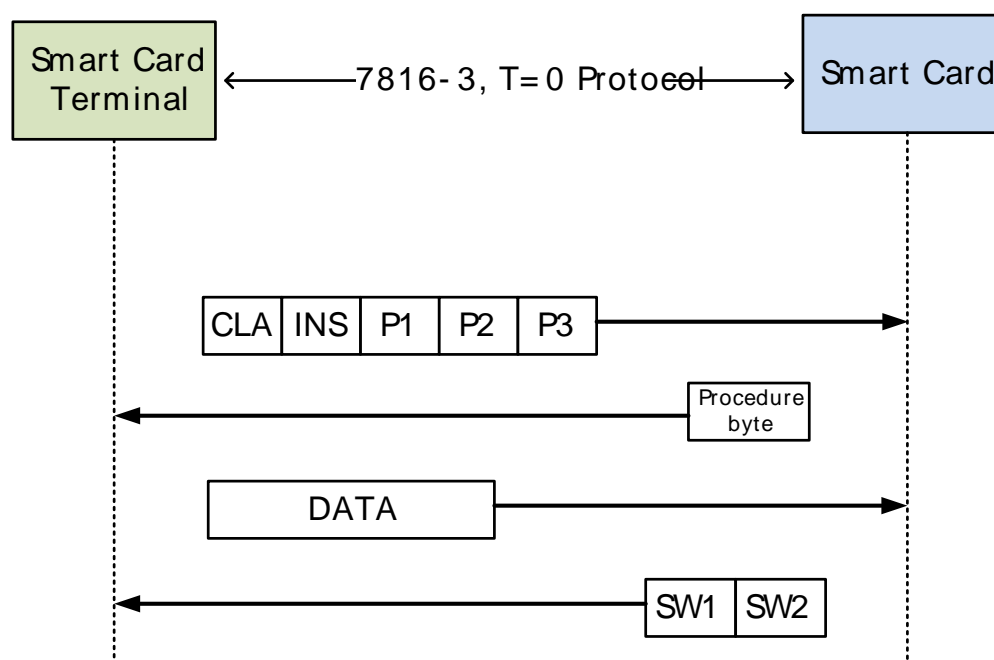 Smart Card
Terminal
7816-3, T=0 Protocol
Smart Card
CLA INS P1 P2 P3
Procedure
byte
DATA
SW1 SW2